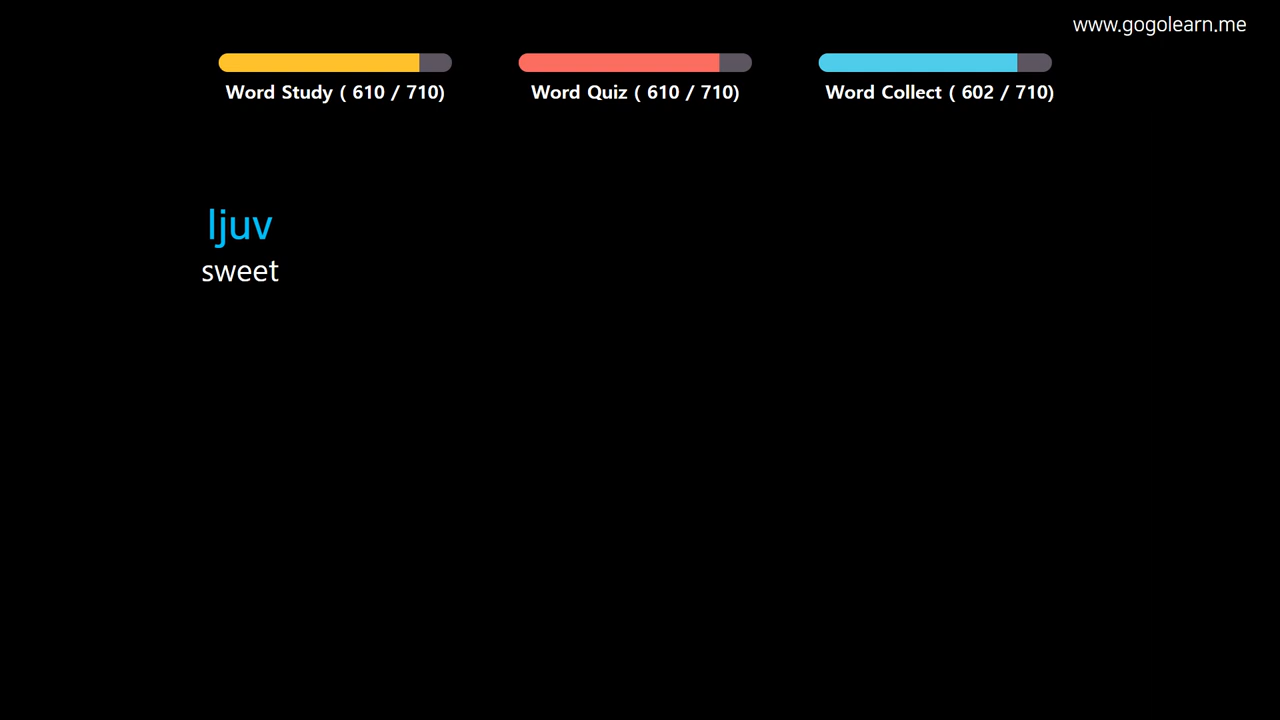 www.gogolearn.me
Word Study ( 610 / 710)
Word Quiz ( 610 / 710)
Word Collect ( 602 / 710)
ljuv
sweet